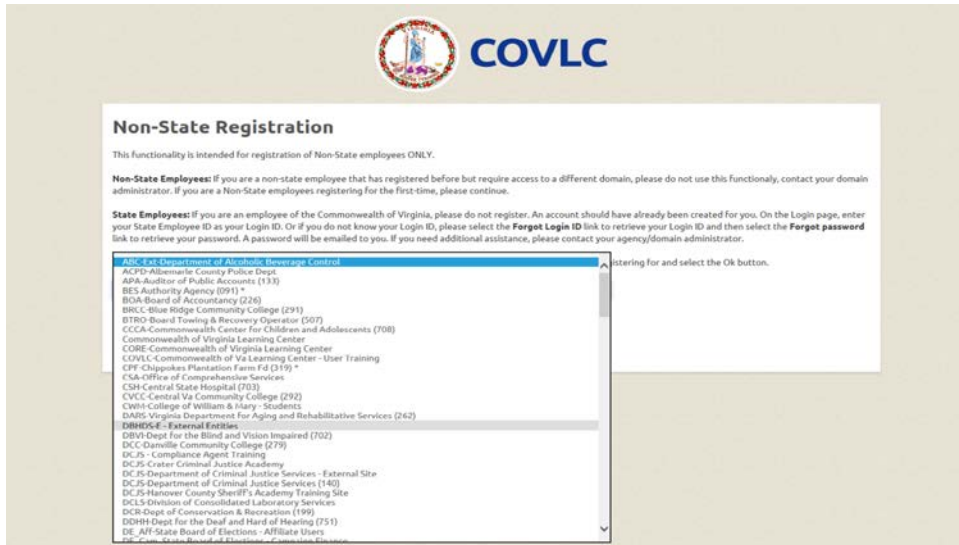 VIRGINIA
COVLC
Non-State Registration
This functionality is intended for registration of Non-State employees ONLY.
Non-State Employees: If you are a non-state employee that has registered before but require access to a different domain, please do not use this functionaly, contact your domain
administrator. If you are a Non-State employees registering for the first-time, please continue.
State Employees: If you are an employee of the Commonwealth of Virginia, please do not register. An account should have already been created for you. On the Login page, enter
your State Employee ID as your Login ID. Or if you do not know your Login ID, please select the Forgot Login ID link to retrieve your Login ID and then select the Forgot password
link to retrieve your password. A password will be emailed to you. If you need additional assistance, please contact your agency/domain administrator.
istering for and select the Ok button.
ABC-Ext-Department of Alcoholic Beverage Control
ACPD-Albemarle County Police Dept
APA-Auditor of Public Accounts (133)
BES Authority Agency (091) *
BOA-Board of Accountancy (226)
BRCC-Blue Ridge Community College (291)
BTRO-Board Towing & Recovery Operator (507)
CCCA-Commonwealth Center for Children and Adolescents (708)
Commonwealth of Virginia Learning Center
CORE-Commonwealth of Virginia Learning Center
COVLC-Commonwealth of Va Learning Center - User Training
CPF-Chippokes Plantation Farm Fd (319) *
CSA-Office of Comprehensive Services
CSH-Central State Hospital (703)
CVCC-Central Va Community College (292)
CWM-College of William & Mary - Students
DARS-Virginia Department for Aging and Rehabilitative Services (262)
DBHDS-E - External Entities
DBVI-Dept for the Blind and Vision Impaired (702)
DCC-Danville Community College (279)
DCJS - Compliance Agent Training
DCJS-Crater Criminal Justice Academy
DCJS-Department of Criminal Justice Services - External Site
DCJS-Department of Criminal Justice Services (140)
DCJS-Hanover County Sheriff's Academy Training Site
DCLS-Division of Consolidated Laboratory Services
DCR-Dept of Conservation & Recreation (199)
DDHH-Dept for the Deaf and Hard of Hearing (751)
DE_Aff-State Board of Elections - Affiliate Users
DE_Cam-State Board of Elections - Campaign Finance